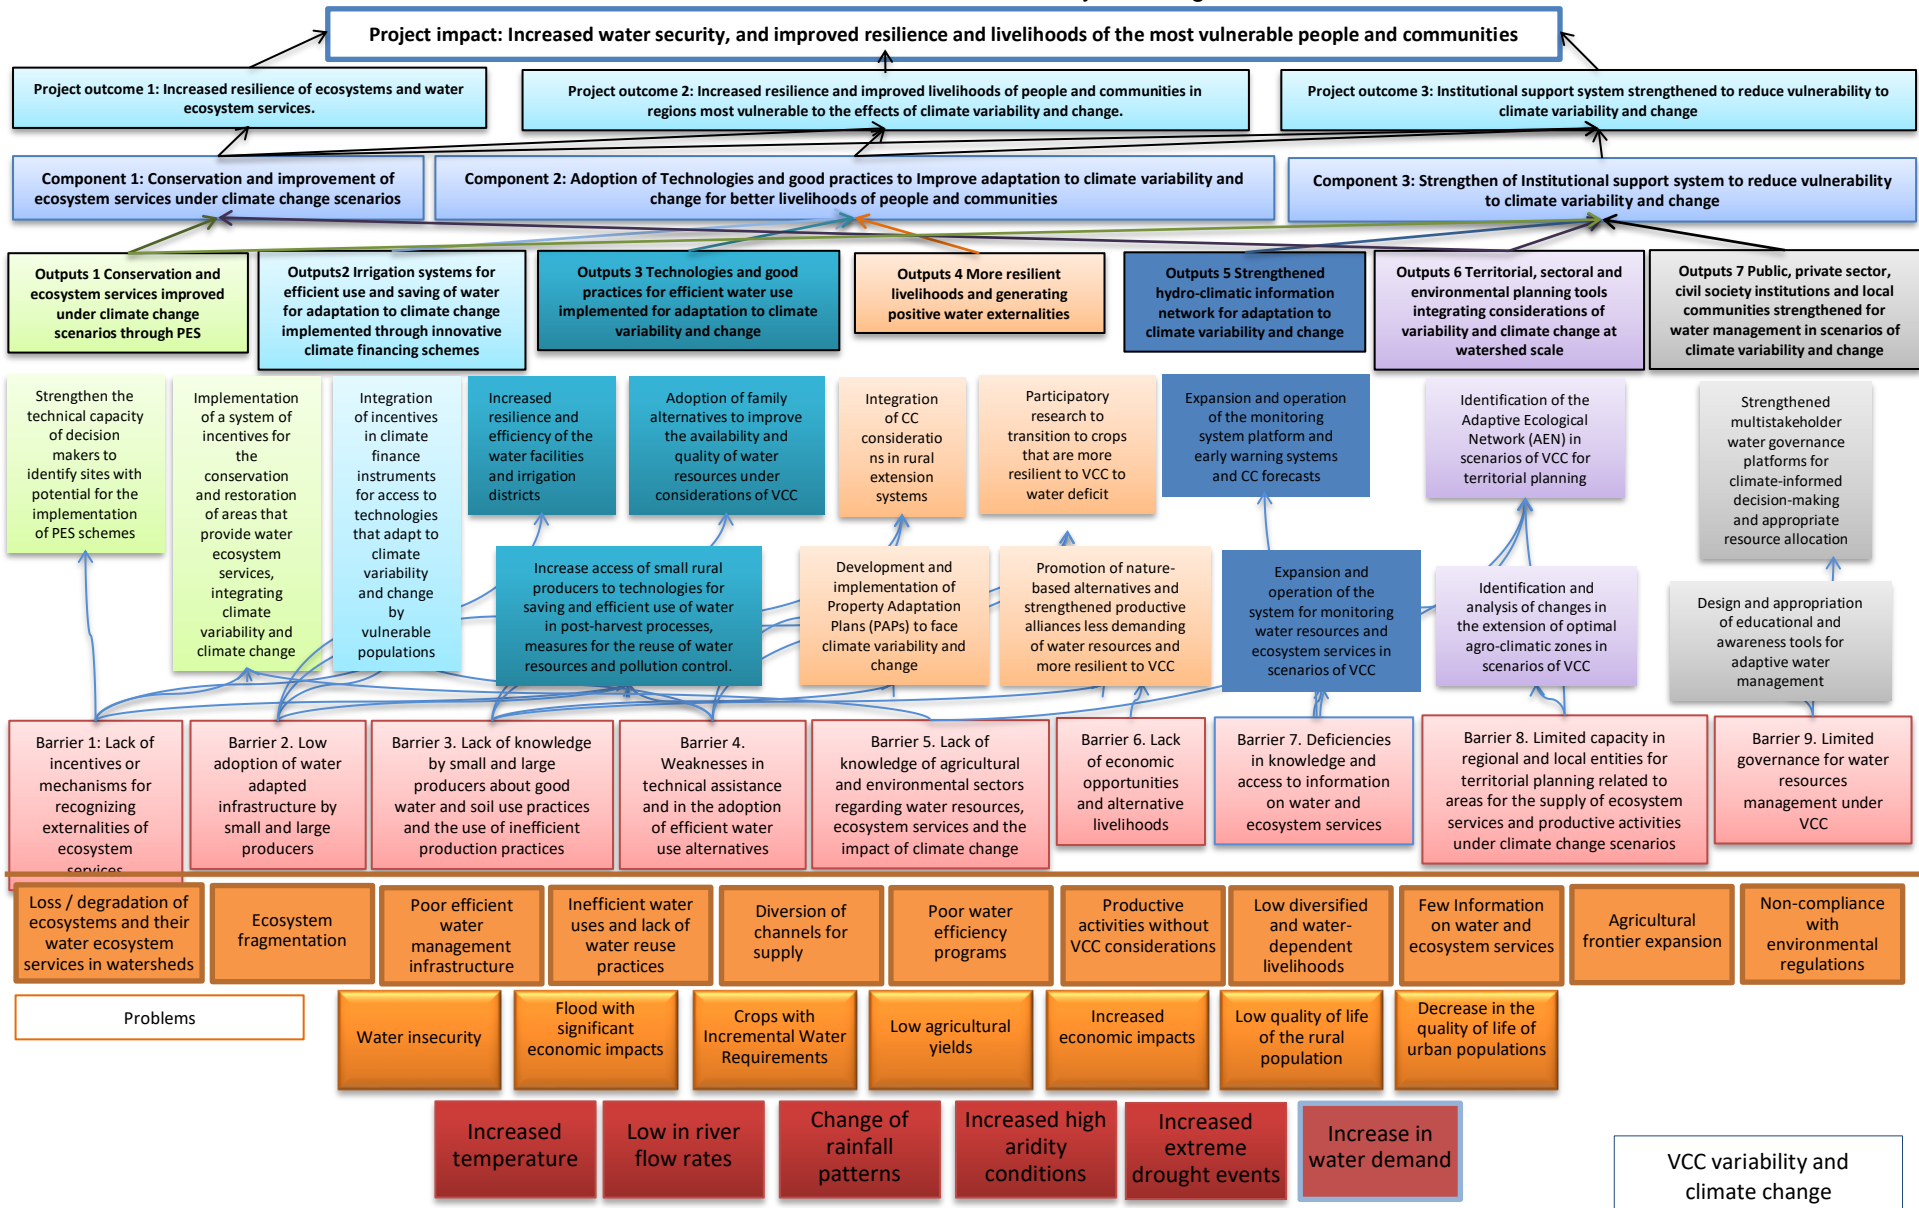 Project impact: Increased water security, and improved resilience and livelihoods of the most vulnerable people and communities
Project outcome 1: Increased resilience of ecosystems and water
ecosystem services.
Project outcome 2: Increased resilience and improved livelihoods of people and communities in
regions most vulnerable to the effects of climate variability and change.
Project outcome 3: Institutional support system strengthened to reduce vulnerability to
climate variability and change
Component 1: Conservation and improvement of
ecosystem services under climate change scenarios
Component 2: Adoption of Technologies and good practices to Improve adaptation to climate variability and
change for better livelihoods of people and communities
Component 3: Strengthen of Institutional support system to reduce vulnerability
to climate variability and change
Outputs 1 Conservation and
ecosystem services improved
under climate change
scenarios through PES
Outputs2 Irrigation systems for
efficient use and saving of water
for adaptation to climate change
implemented through innovative
climate financing schemes
Outputs 3 Technologies and good
practices for efficient water use
implemented for adaptation to climate
variability and change
Outputs 4 More resilient
livelihoods and generating
positive water externalities
Outputs 5 Strengthened
hydro-climatic information
network for adaptation to
climate variability and change
Outputs 6 Territorial, sectoral and
environmental planning tools
integrating considerations of
variability and climate change at
watershed scale
Outputs 7 Public, private sector,
civil society institutions and local
communities strengthened for
water management in scenarios of
climate variability and change
Strengthen the
technical capacity
of decision
makers to
identify sites with
potential for the
implementation
of PES schemes
Implementation
of a system of
incentives for
the
conservation
and restoration
of areas that
provide water
ecosystem
services,
integrating
climate
variability and
climate change
Integration
of incentives
in climate
finance
instruments
for access to
technologies
that adapt to
climate
variability
and change
by
vulnerable
populations
Increased
resilience and
efficiency of the
water facilities
and irrigation
districts
Adoption of family
alternatives to improve
the availability and
quality of water
resources under
considerations of VCC
Integration
of CC
consideratio
ns in rural
extension
systems
Participatory
research to
transition to crops
that are more
resilient to VCC to
water deficit
Expansion and operation
of the monitoring
system platform and
early warning systems
and CC forecasts
Identification of the
Adaptive Ecological
Network (AEN) in
scenarios of VCC for
territorial planning
Strengthened
multistakeholder
water governance
platforms for
climate-informed
decision-making
and appropriate
resource allocation
Increase access of small rural
producers to technologies for
saving and efficient use of water
in post-harvest processes,
measures for the reuse of water
resources and pollution control.
Development and
implementation of
Property Adaptation
Plans (PAPs) to face
climate variability and
change
Promotion of nature-
based alternatives and
strengthened productive
alliances less demanding
of water resources and
more resilient to VCC
Expansion and
operation of the
system for monitoring
water resources and
ecosystem services in
scenarios of VCC
Identification and
analysis of changes in
the extension of optimal
agro-climatic zones in
scenarios of VCC
Design and appropriation
of educational and
awareness tools for
adaptive water
management
Barrier 1: Lack of
incentives or
mechanisms for
recognizing
externalities of
ecosystem
services
Barrier 2. Low
adoption of water
adapted
infrastructure by
small and large
producers
Barrier 3. Lack of knowledge
by small and large
producers about good
water and soil use practices
and the use of inefficient
production practices
Barrier 4.
Weaknesses in
technical assistance
and in the adoption
of efficient water
use alternatives
Barrier 5. Lack of
knowledge of agricultural
and environmental sectors
regarding water resources,
ecosystem services and the
impact of climate change
Barrier 6. Lack
of economic
opportunities
and alternative
livelihoods
Barrier 7. Deficiencies
in knowledge and
access to information
on water and
ecosystem services
Barrier 8. Limited capacity in
regional and local entities for
territorial planning related to
areas for the supply of ecosystem
services and productive activities
under climate change scenarios
Barrier 9. Limited
governance for water
resources
management under
VCC
Loss / degradation of
ecosystems and their
water ecosystem
services in watersheds
Ecosystem
fragmentation
Poor efficient
water
management
infrastructure
Inefficient water
uses and lack of
water reuse
practices
Diversion of
channels for
supply
Poor water
efficiency
programs
Productive
activities without
VCC considerations
Low diversified
and water-
dependent
livelihoods
Few Information
on water and
ecosystem services
Agricultural
frontier expansion
Non-compliance
with
environmental
regulations
Problems
Water insecurity
Flood with
significant
economic impacts
Crops with
Incremental Water
Requirements
Low agricultural
yields
Increased
economic impacts
Low quality of life
of the rural
population
Decrease in the
quality of life of
urban populations
Increased
temperature
Low in river
flow rates
Change of
rainfall
patterns
Increased high
aridity
conditions
Increased
extreme
drought events
Increase in
water demand
VCC variability and
climate change